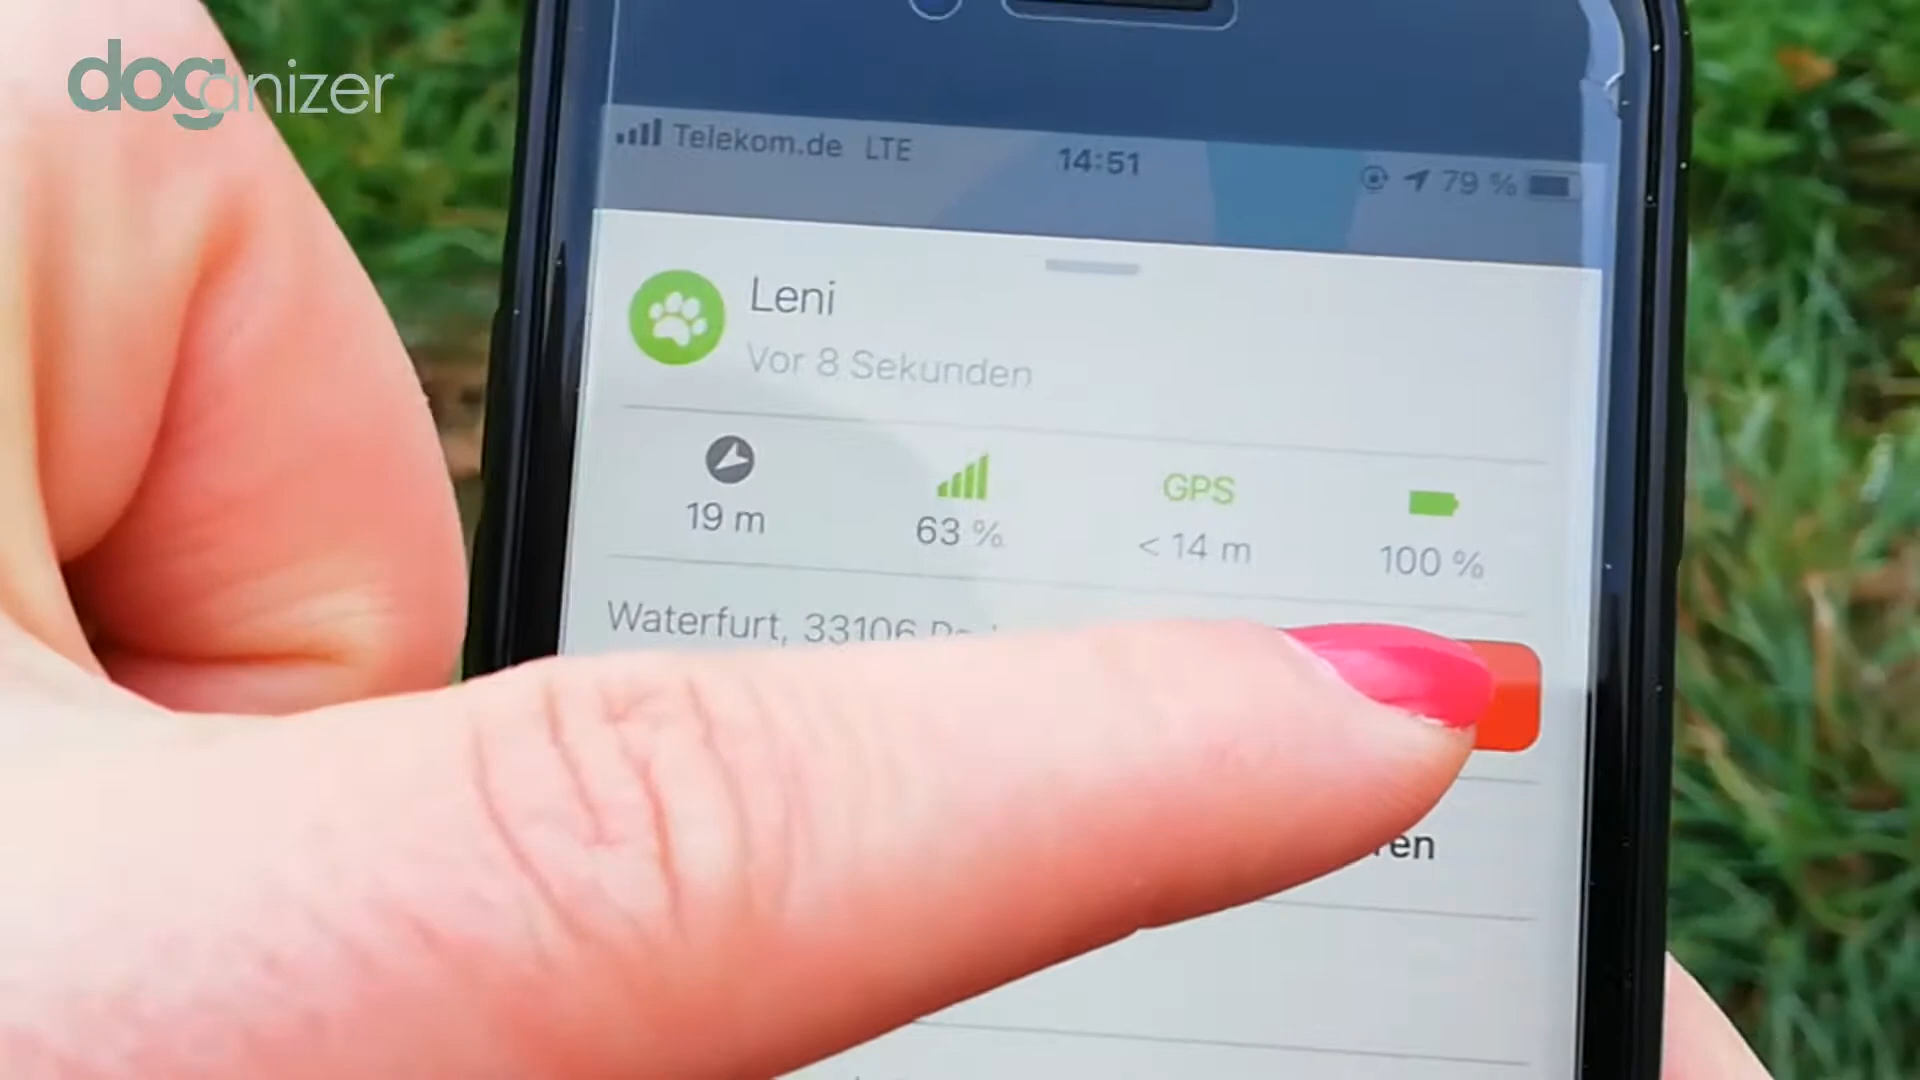 doganizer
Telekom.de LTE 14:51 79 %
Leni
Vor 8 Sekunden
GPS
19 m 63 % < 14 m 100 %
Waterfurt, 33106